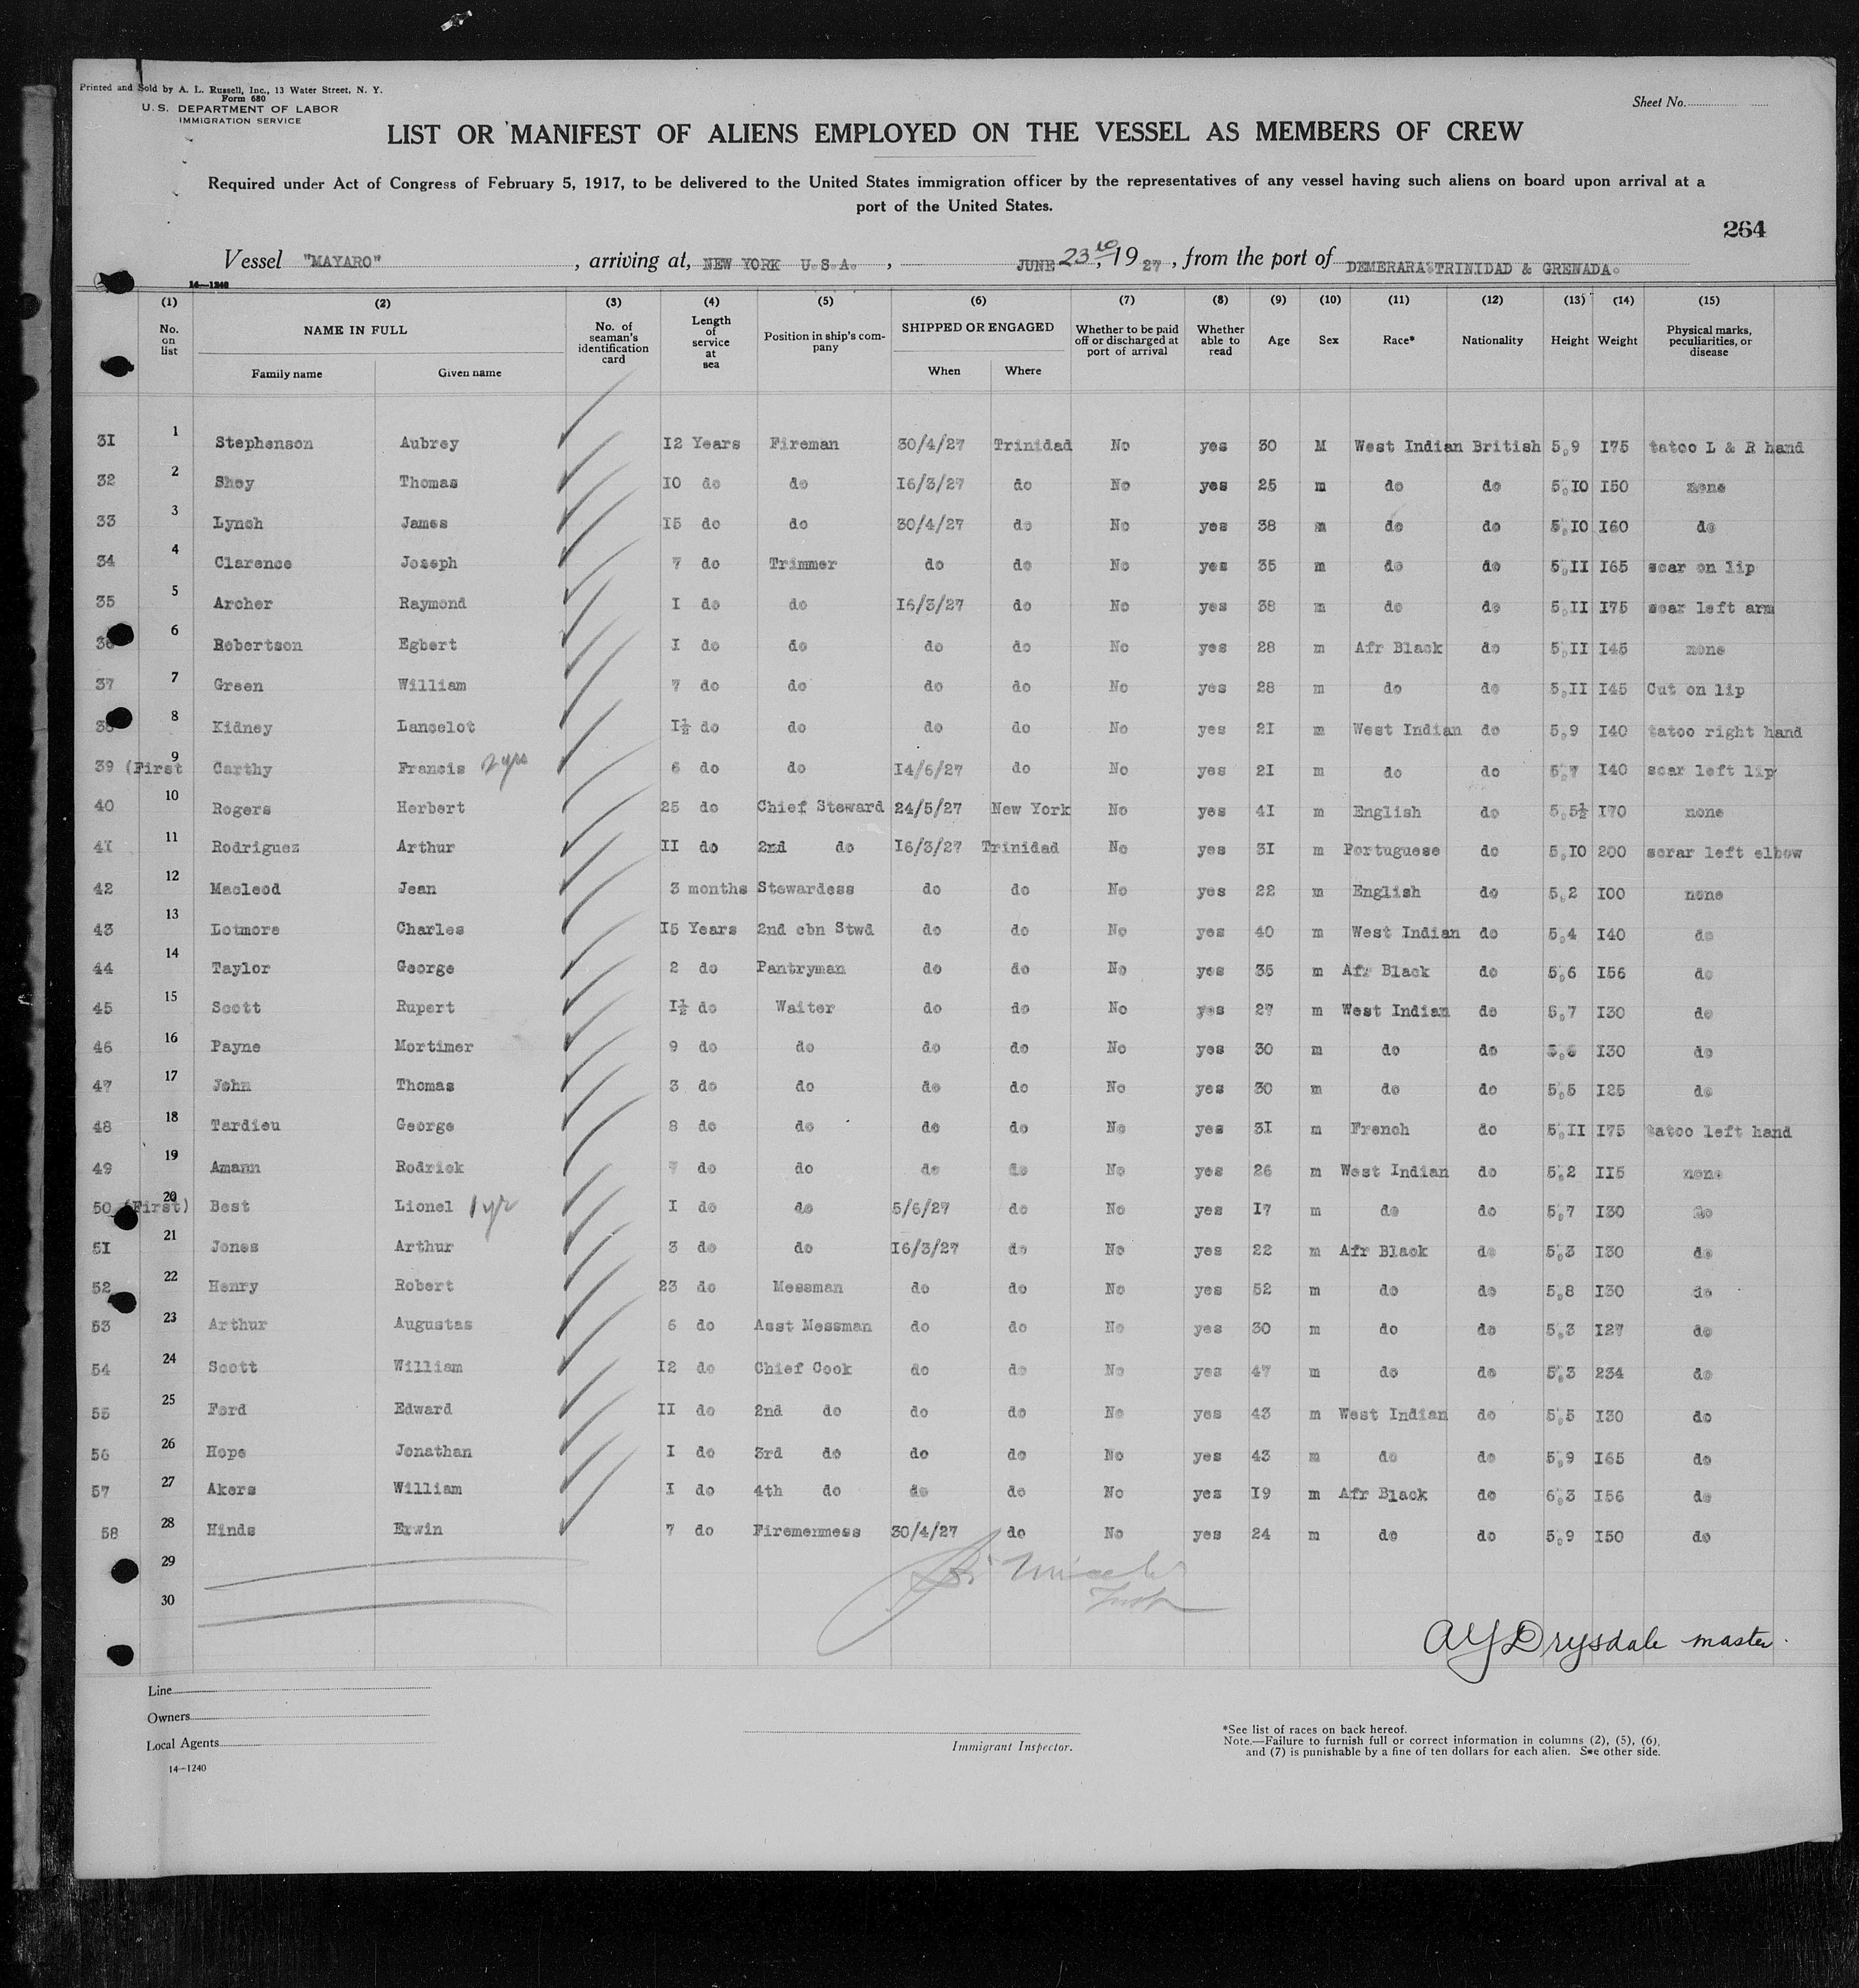 Printed and Sold by A. L. Russell, Inc., 13 Water Street, N. Y.
Form 680
U. S. DEPARTMENT OF LABOR
IMMIGRATION SERVICE
Sheet No.
LIST OR MANIFEST OF ALIENS EMPLOYED ON THE VESSEL AS MEMBERS OF CREW
Required under Act of Congress of February 5, 1917, to be delivered to the United States immigration officer by the representatives of any vessel having such aliens on board upon arrival at a
port of the United States.
264
Vessel "MAYARO", arriving at, NEW YORK U.S.A., JUNE 23rd, 1927, from the port of DEMERARA:TRINIDAD & GRENADA.
14—1240
(1) (2) (3) (4) (5) (6) (7) (8) (9) (10) (11) (12) (13) (14) (15)
No. on list NAME IN FULL Family name Given name No. of seaman's identification card Length of service at sea Position in ship's company SHIPPED OR ENGAGED When Where Whether to be paid off or discharged at port of arrival Whether able to read Age Sex Race* Nationality Height Weight Physical marks, peculiarities, or disease
31 1 Stephenson Aubrey 12 Years Fireman 30/4/27 Trinidad No yes 30 M West Indian British 5,9 175 tatoo L & R hand
32 2 Shey Thomas 10 do do 16/3/27 do No yes 25 m do do 5,10 150 none
33 3 Lynch James 15 do do 30/4/27 do No yes 38 m do do 5,10 160 do
34 4 Clarence Joseph 7 do Trimmer do do No yes 35 m do do 5,11 165 scar on lip
35 5 Archer Raymond 1 do do 16/3/27 do No yes 38 m do do 5,11 175 scar left arm
36 6 Robertson Egbert 1 do do do do No yes 28 m Afr Black do 5,11 145 none
37 7 Green William 7 do do do do No yes 28 m do do 5,11 145 Cut on lip
38 8 Kidney Lancelot 1½ do do do do No yes 21 m West Indian do 5,9 140 tatoo right hand
39 (First 9 Carthy Francis 2 yrs 6 do do 14/6/27 do No yes 21 m do do 5,7 140 scar left lip
40 10 Rogers Herbert 25 do Chief Steward 24/5/27 New York No yes 41 m English do 5,5½ 170 none
41 11 Rodriguez Arthur 11 do 2nd do 16/3/27 Trinidad No yes 31 m Portuguese do 5,10 200 scrar left elbow
42 12 Macleod Jean 3 months Stewardess do do No yes 22 m English do 5,2 100 none
43 13 Lotmore Charles 15 Years 2nd cbn Stwd do do No yes 40 m West Indian do 5,4 140 do
44 14 Taylor George 2 do Pantryman do do No yes 35 m Afr Black do 5,6 156 do
45 15 Scott Rupert 1½ do Waiter do do No yes 27 m West Indian do 5,7 130 do
46 16 Payne Mortimer 9 do do do do No yes 30 m do do 5,6 130 do
47 17 John Thomas 3 do do do do No yes 30 m do do 5,5 125 do
48 18 Tardieu George 8 do do do do No yes 31 m French do 5,11 175 tatoo left hand
49 19 Amann Rodrick 7 do do do do No yes 26 m West Indian do 5,2 115 none
50 (First) 20 Best Lionel 1 yr 1 do do 5/6/27 do No yes 17 m do do 5,7 130 do
51 21 Jones Arthur 3 do do 16/3/27 do No yes 22 m Afr Black do 5,3 130 do
52 22 Henry Robert 23 do Messman do do No yes 52 m do do 5,8 130 do
53 23 Arthur Augustas 6 do Asst Messman do do No yes 30 m do do 5,3 127 do
54 24 Scott William 12 do Chief Cook do do No yes 47 m do do 5,3 234 do
55 25 Ford Edward 11 do 2nd do do do No yes 43 m West Indian do 5,5 130 do
56 26 Hope Jonathan 1 do 3rd do do do No yes 43 m do do 5,9 165 do
57 27 Akers William 1 do 4th do do do No yes 19 m Afr Black do 6,3 156 do
58 28 Hinds Erwin 7 do Firemenmess 30/4/27 do No yes 24 m do do 5,9 150 do
29
30
AY Drysdale master.
Line
Owners
Local Agents
14—1240
Immigrant Inspector.
*See list of races on back hereof.
Note.—Failure to furnish full or correct information in columns (2), (5), (6),
and (7) is punishable by a fine of ten dollars for each alien. See other side.